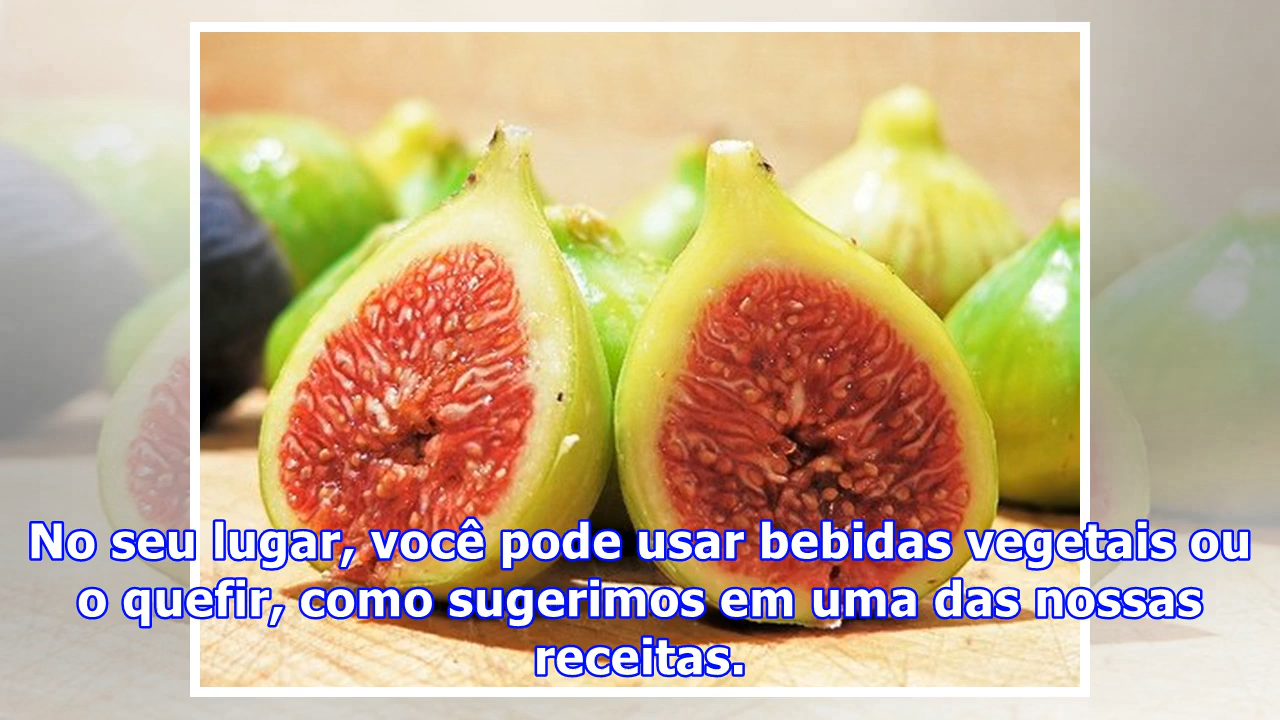 No seu lugar, você pode usar bebidas vegetais ou
o quefir, como sugerimos em uma das nossas
receitas.